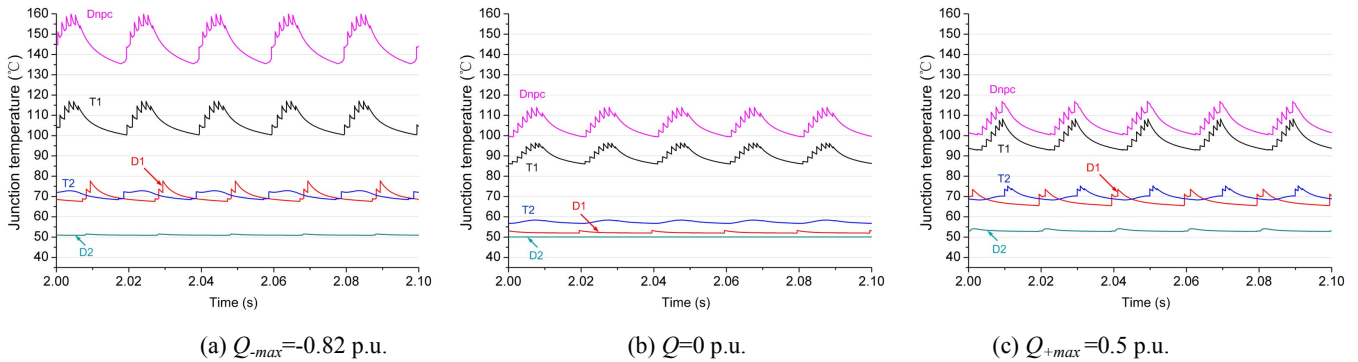 Junction temperature (℃)
160
150
140
130
120
110
100
90
80
70
60
50
40
Dnpc
T1
D1
T2
D2
2.00 2.02 2.04 2.06 2.08 2.10
Time (s)
(a) Q-max=-0.82 p.u.
Junction temperature (℃)
160
150
140
130
120
110
100
90
80
70
60
50
40
Dnpc
T1
T2
D1
D2
2.00 2.02 2.04 2.06 2.08 2.10
Time (s)
(b) Q=0 p.u.
Junction temperature (℃)
160
150
140
130
120
110
100
90
80
70
60
50
40
Dnpc
T1
T2
D1
D2
2.00 2.02 2.04 2.06 2.08 2.10
Time (s)
(c) Q+max =0.5 p.u.